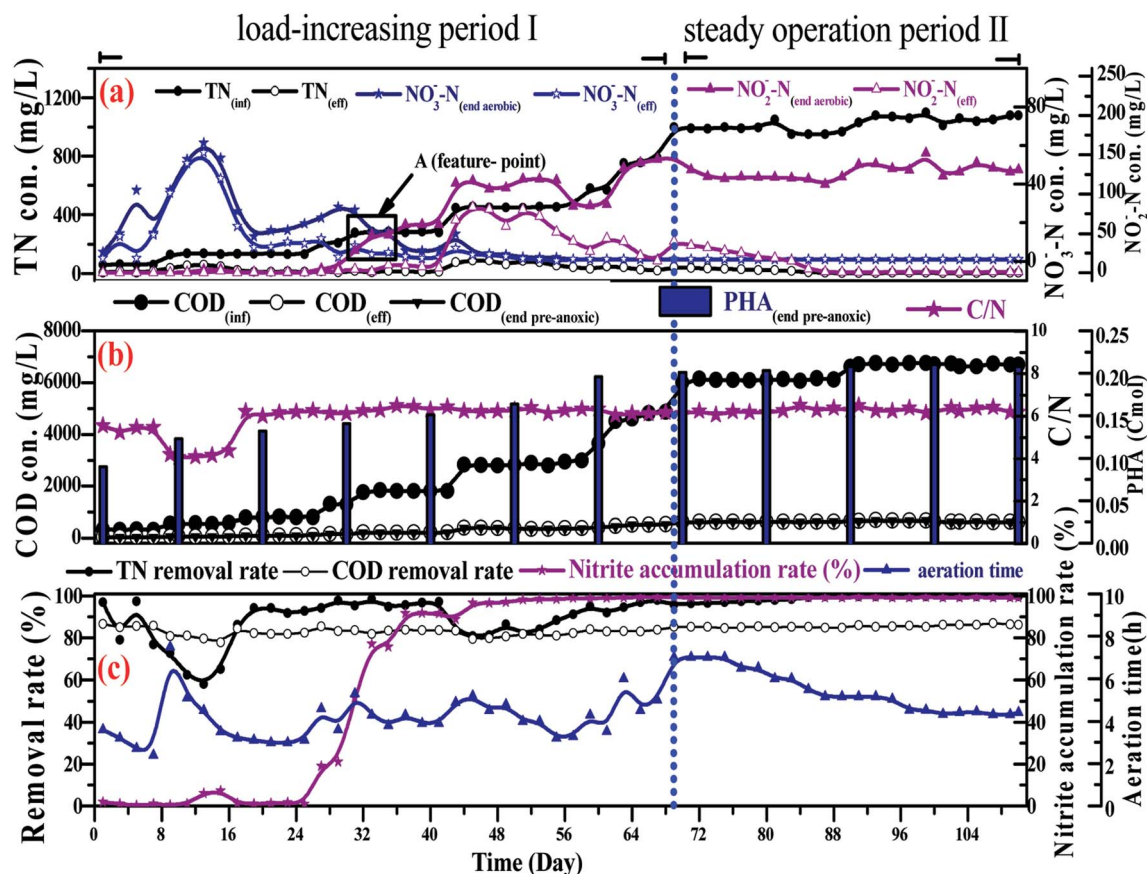 load-increasing period I steady operation period II
(a) TN(inf) TN(eff) NO3--N(end aerobic) NO3--N(eff) NO2--N(end aerobic) NO2--N(eff)
A (feature- point)
TN con. (mg/L)
1200
800
400
0
NO3--N con. (mg/L)
80
40
0
NO2--N con. (mg/L)
250
200
150
100
50
0
COD(inf) COD(eff) COD(end pre-anoxic) PHA(end pre-anoxic) C/N
(b)
COD con. (mg/L)
8000
6000
4000
2000
0
C/N
10
8
6
4
2
0
PHA (Cmol)
0.25
0.20
0.15
0.10
0.05
0.00
TN removal rate COD removal rate Nitrite accumulation rate (%) aeration time
(c)
Removal rate (%)
100
80
60
40
20
0
Nitrite accumulation rate (%)
100
80
60
40
20
0
Aeration time(h)
10
8
6
4
2
0
0 8 16 24 32 40 48 56 64 72 80 88 96 104
Time (Day)